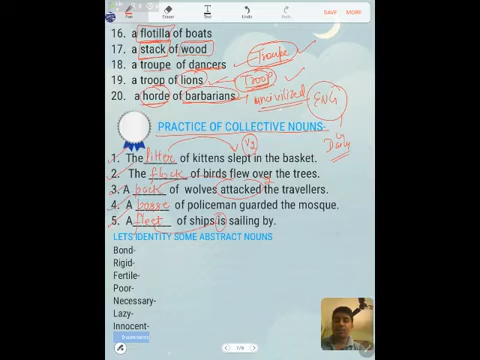 Pen
Eraser
Text
Undo
Redo
SAVE
MORE
16. a flotilla of boats
17. a stack of wood
18. a troupe of dancers Troupe
19. a troop of lions Troop
20. a horde of barbarians uncivilized ENG
Daily
PRACTICE OF COLLECTIVE NOUNS-
V2
1. The litter of kittens slept in the basket.
2. The flock of birds flew over the trees.
3. A pack of wolves attacked the travellers.
4. A posse of policeman guarded the mosque.
5. A fleet of ships is sailing by.
LETS IDENTITY SOME ABSTRACT NOUNS
Bond-
Rigid-
Fertile-
Poor-
Necessary-
Lazy-
Innocent-